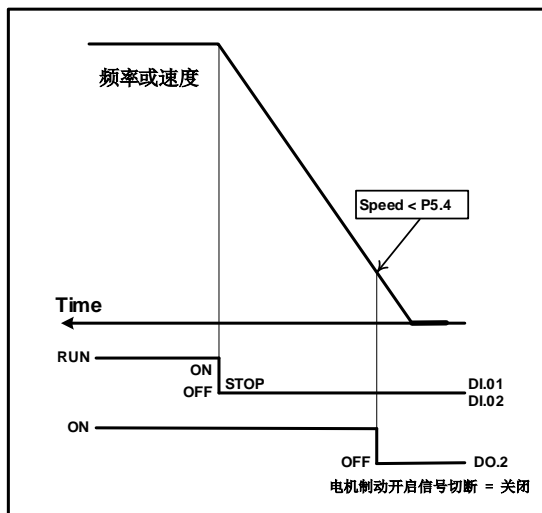 频率或速度
Speed < P5.4
Time
RUN
ON
OFF
STOP
DI.01
DI.02
ON
OFF
DO.2
电机制动开启信号切断 = 关闭